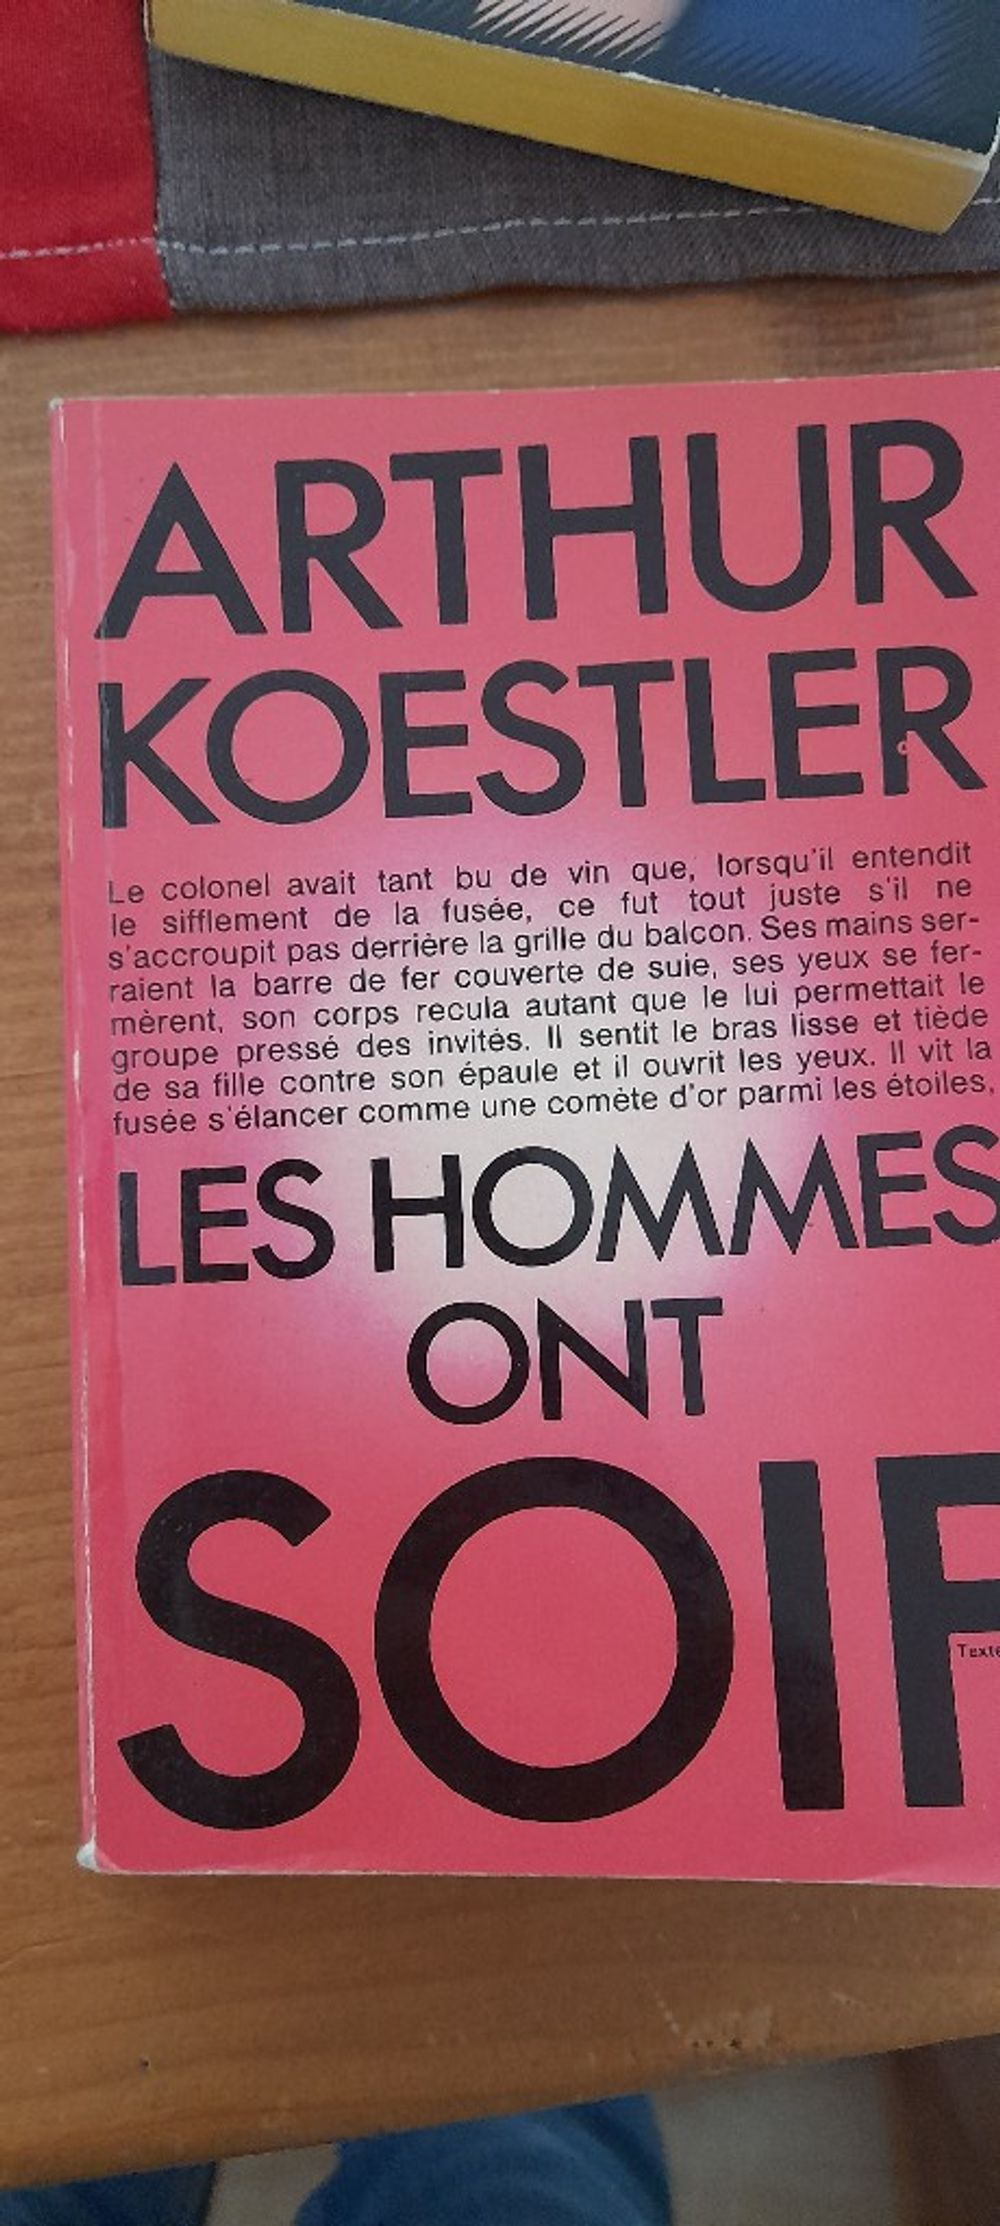 ARTHUR
KOESTLER
Le colonel avait tant bu de vin que, lorsqu'il entendit
le sifflement de la fusée, ce fut tout juste s'il ne
s'accroupit pas derrière la grille du balcon. Ses mains ser-
raient la barre de fer couverte de suie, ses yeux se fer-
mèrent, son corps recula autant que le lui permettait le
groupe pressé des invités. Il sentit le bras lisse et tiède
de sa fille contre son épaule et il ouvrit les yeux. Il vit la
fusée s'élancer comme une comète d'or parmi les étoiles.
LES HOMMES
ONT
SOIF
Texte